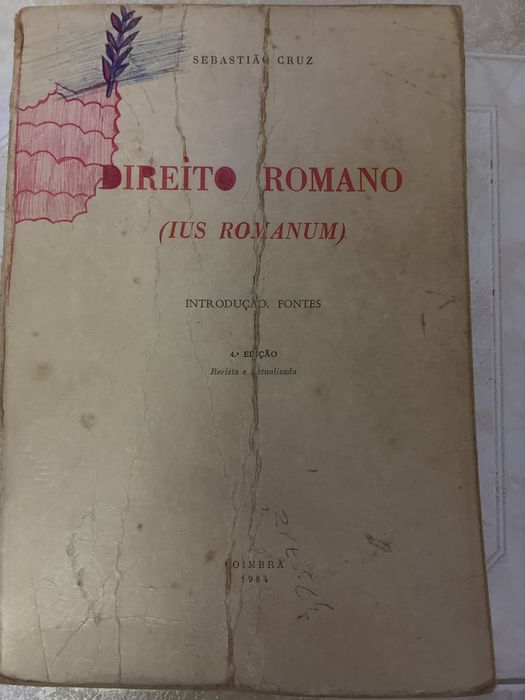 SEBASTIÃO CRUZ
DIREITO ROMANO
(IUS ROMANUM)
INTRODUÇÃO. FONTES
4.ª EDIÇÃO
Revista e actualizada
COIMBRA
1984